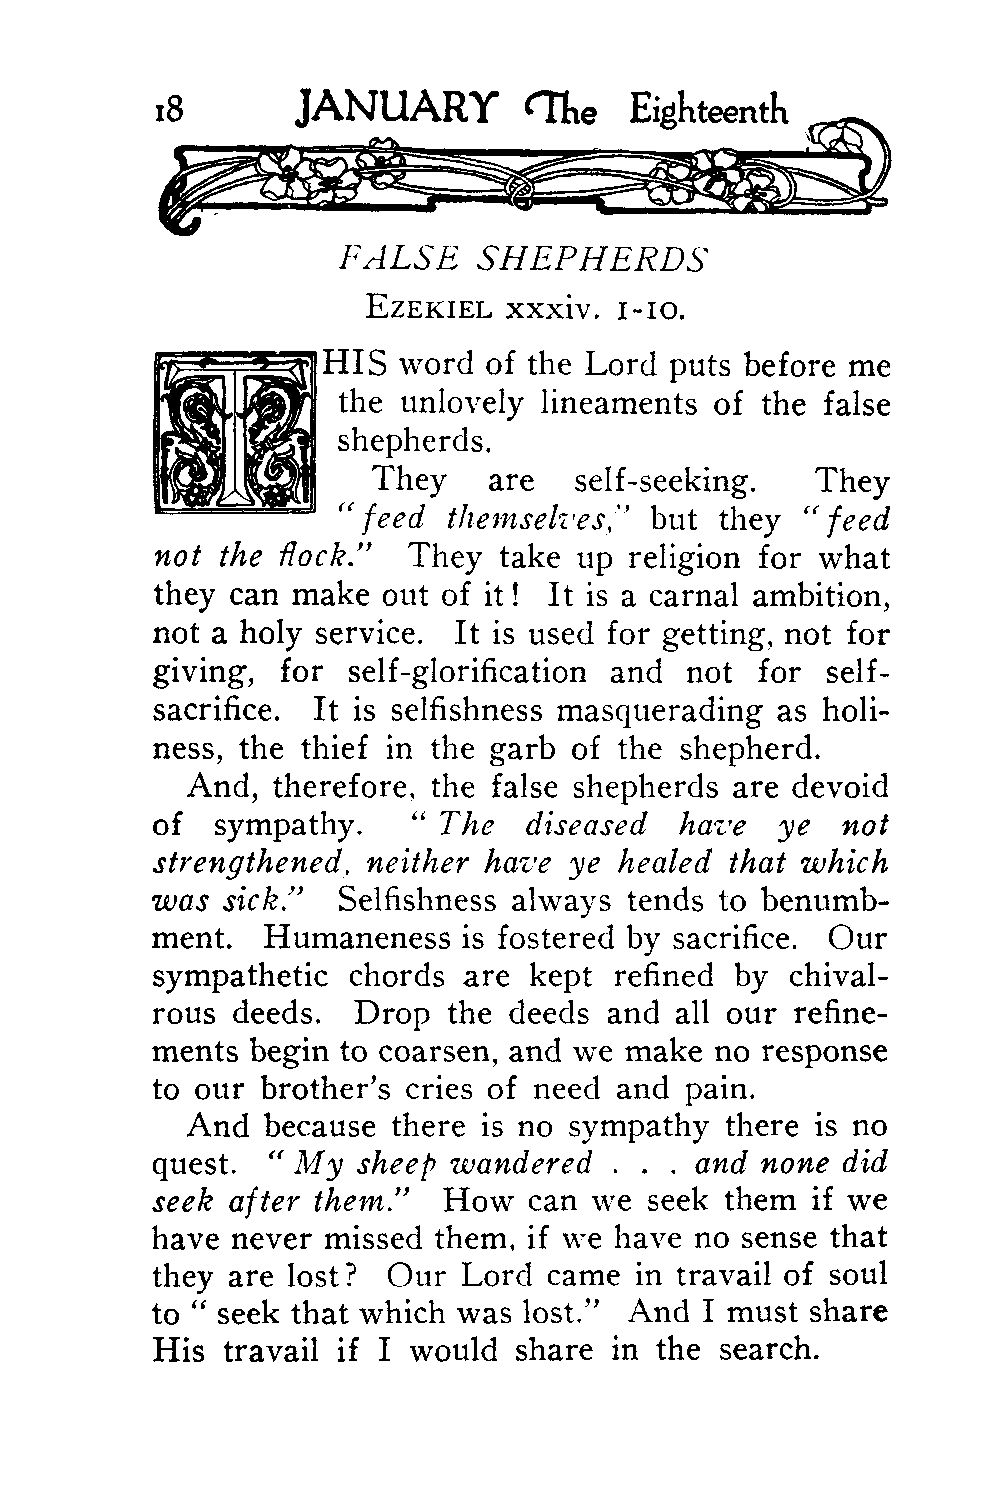 18 JANUARY The Eighteenth
FALSE SHEPHERDS
EZEKIEL xxxiv. 1-10.
THIS word of the Lord puts before me
the unlovely lineaments of the false
shepherds.
They are self-seeking. They
“feed themselves,” but they “feed
not the flock.” They take up religion for what
they can make out of it! It is a carnal ambition,
not a holy service. It is used for getting, not for
giving, for self-glorification and not for self-
sacrifice. It is selfishness masquerading as holi-
ness, the thief in the garb of the shepherd.
And, therefore, the false shepherds are devoid
of sympathy. “The diseased have ye not
strengthened, neither have ye healed that which
was sick.” Selfishness always tends to benumb-
ment. Humaneness is fostered by sacrifice. Our
sympathetic chords are kept refined by chival-
rous deeds. Drop the deeds and all our refine-
ments begin to coarsen, and we make no response
to our brother’s cries of need and pain.
And because there is no sympathy there is no
quest. “My sheep wandered . . . and none did
seek after them.” How can we seek them if we
have never missed them, if we have no sense that
they are lost? Our Lord came in travail of soul
to “seek that which was lost.” And I must share
His travail if I would share in the search.